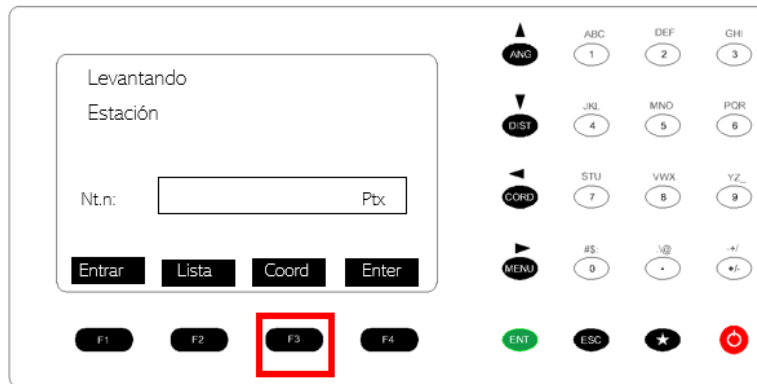 Levantando
Estación
Nt.n: Ptx
Entrar Lista Coord Enter
F1 F2 F3 F4
ABC DEF GHI
ANG 1 2 3
JKL MNO PQR
DIST 4 5 6
STU VWX YZ_
CORD 7 8 9
#$: .\@ -+/
MENU 0 • +/-
ENT ESC